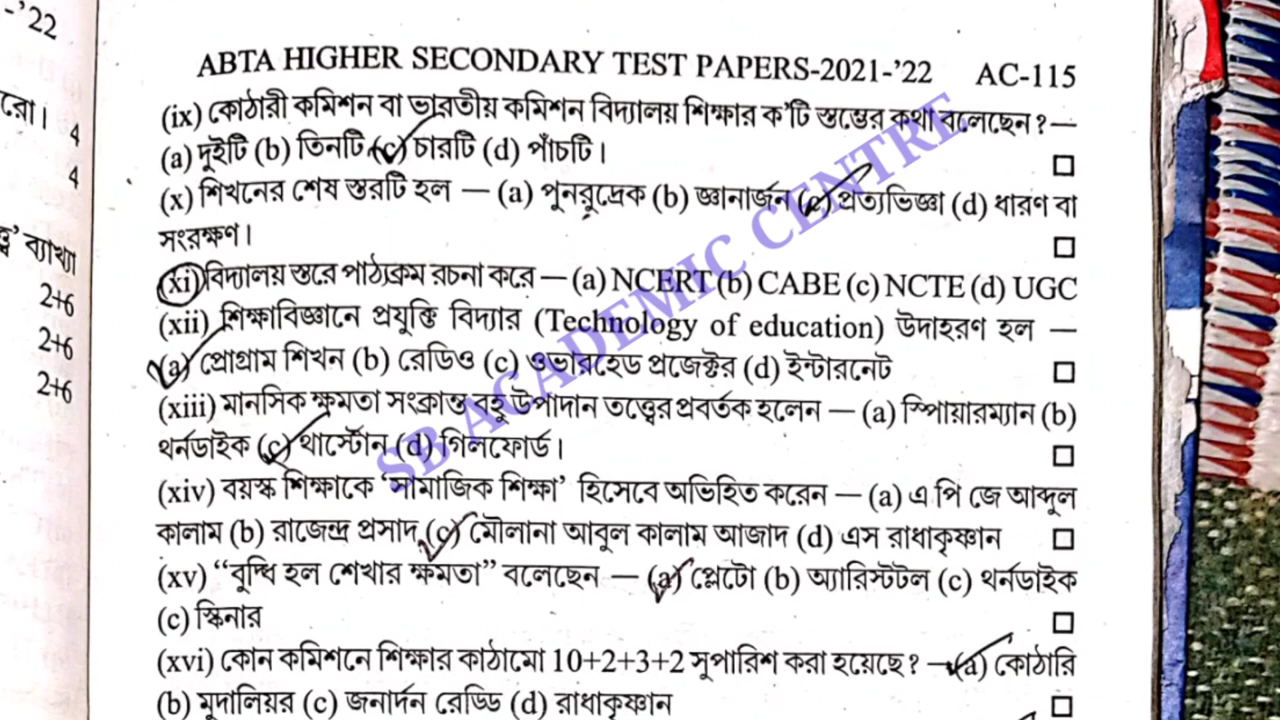 -'22
ABTA HIGHER SECONDARY TEST PAPERS-2021-'22 AC-115
রো। 4
4
ব্যাখ্যা
2+6
2+6
2+6
(ix) কোঠারী কমিশন বা ভারতীয় কমিশন বিদ্যালয় শিক্ষার ক'টি স্তম্ভের কথা বলেছেন ? —
(a) দুইটি (b) তিনটি (c) চারটি (d) পাঁচটি।
(x) শিখনের শেষ স্তরটি হল — (a) পুনরুদ্রেক (b) জ্ঞানার্জন (c) প্রত্যভিজ্ঞা (d) ধারণ বা
সংরক্ষণ।
(xi) বিদ্যালয় স্তরে পাঠ্যক্রম রচনা করে — (a) NCERT (b) CABE (c) NCTE (d) UGC
(xii) শিক্ষাবিজ্ঞানে প্রযুক্তি বিদ্যার (Technology of education) উদাহরণ হল —
(a) প্রোগ্রাম শিখন (b) রেডিও (c) ওভারহেড প্রজেক্টর (d) ইন্টারনেট
(xiii) মানসিক ক্ষমতা সংক্রান্ত বহু উপাদান তত্ত্বের প্রবর্তক হলেন — (a) স্পিয়ারম্যান (b)
থর্নডাইক (c) থার্স্টোন (d) গিলফোর্ড।
(xiv) বয়স্ক শিক্ষাকে 'সামাজিক শিক্ষা' হিসেবে অভিহিত করেন — (a) এ পি জে আব্দুল
কালাম (b) রাজেন্দ্র প্রসাদ (c) মৌলানা আবুল কালাম আজাদ (d) এস রাধাকৃষ্ণান
(xv) “বুদ্ধি হল শেখার ক্ষমতা” বলেছেন — (a) প্লেটো (b) অ্যারিস্টটল (c) থর্নডাইক
(c) স্কিনার
(xvi) কোন কমিশনে শিক্ষার কাঠামো 10+2+3+2 সুপারিশ করা হয়েছে ? — (a) কোঠারি
(b) মুদালিয়র (c) জনার্দন রেড্ডি (d) রাধাকৃষ্ণান
SB ACADEMIC CENTRE